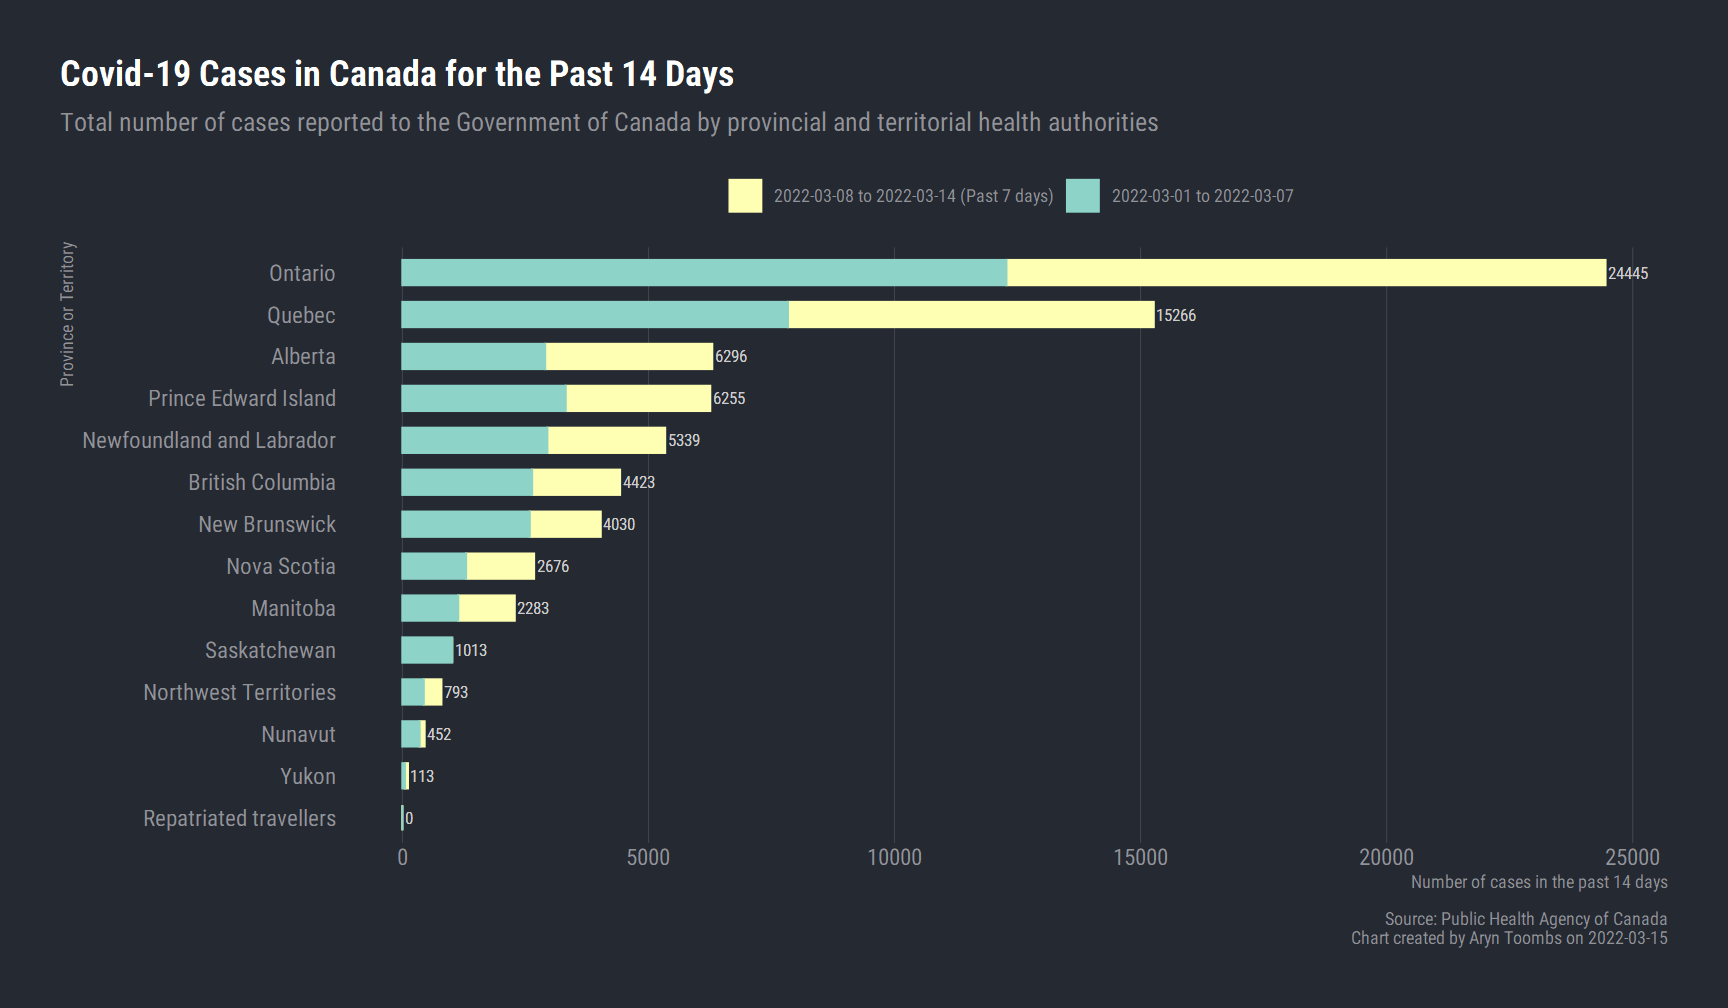 Covid-19 Cases in Canada for the Past 14 Days
Total number of cases reported to the Government of Canada by provincial and territorial health authorities
2022-03-08 to 2022-03-14 (Past 7 days) 2022-03-01 to 2022-03-07
Province or Territory
Ontario 24445
Quebec 15266
Alberta 6296
Prince Edward Island 6255
Newfoundland and Labrador 5339
British Columbia 4423
New Brunswick 4030
Nova Scotia 2676
Manitoba 2283
Saskatchewan 1013
Northwest Territories 793
Nunavut 452
Yukon 113
Repatriated travellers 0
0 5000 10000 15000 20000 25000
Number of cases in the past 14 days
Source: Public Health Agency of Canada
Chart created by Aryn Toombs on 2022-03-15